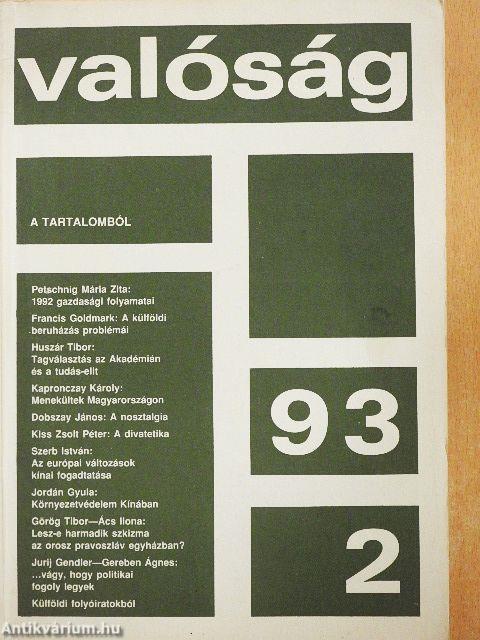 valóság
A TARTALOMBÓL
Petschnig Mária Zita:
1992 gazdasági folyamatai
Francis Goldmark: A külföldi
beruházás problémái
Huszár Tibor:
Tagválasztás az Akadémián
és a tudás-elit
Kapronczay Károly:
Menekültek Magyarországon
Dobszay János: A nosztalgia
Kiss Zsolt Péter: A divatetika
Szerb István:
Az európai változások
kínai fogadtatása
Jordán Gyula:
Környezetvédelem Kínában
Görög Tibor—Ács Ilona:
Lesz-e harmadik szkizma
az orosz pravoszláv egyházban?
Jurij Gendler—Gereben Ágnes:
...vágy, hogy politikai
fogoly legyek
Külföldi folyóiratokból
93
2
Antikvárium.hu